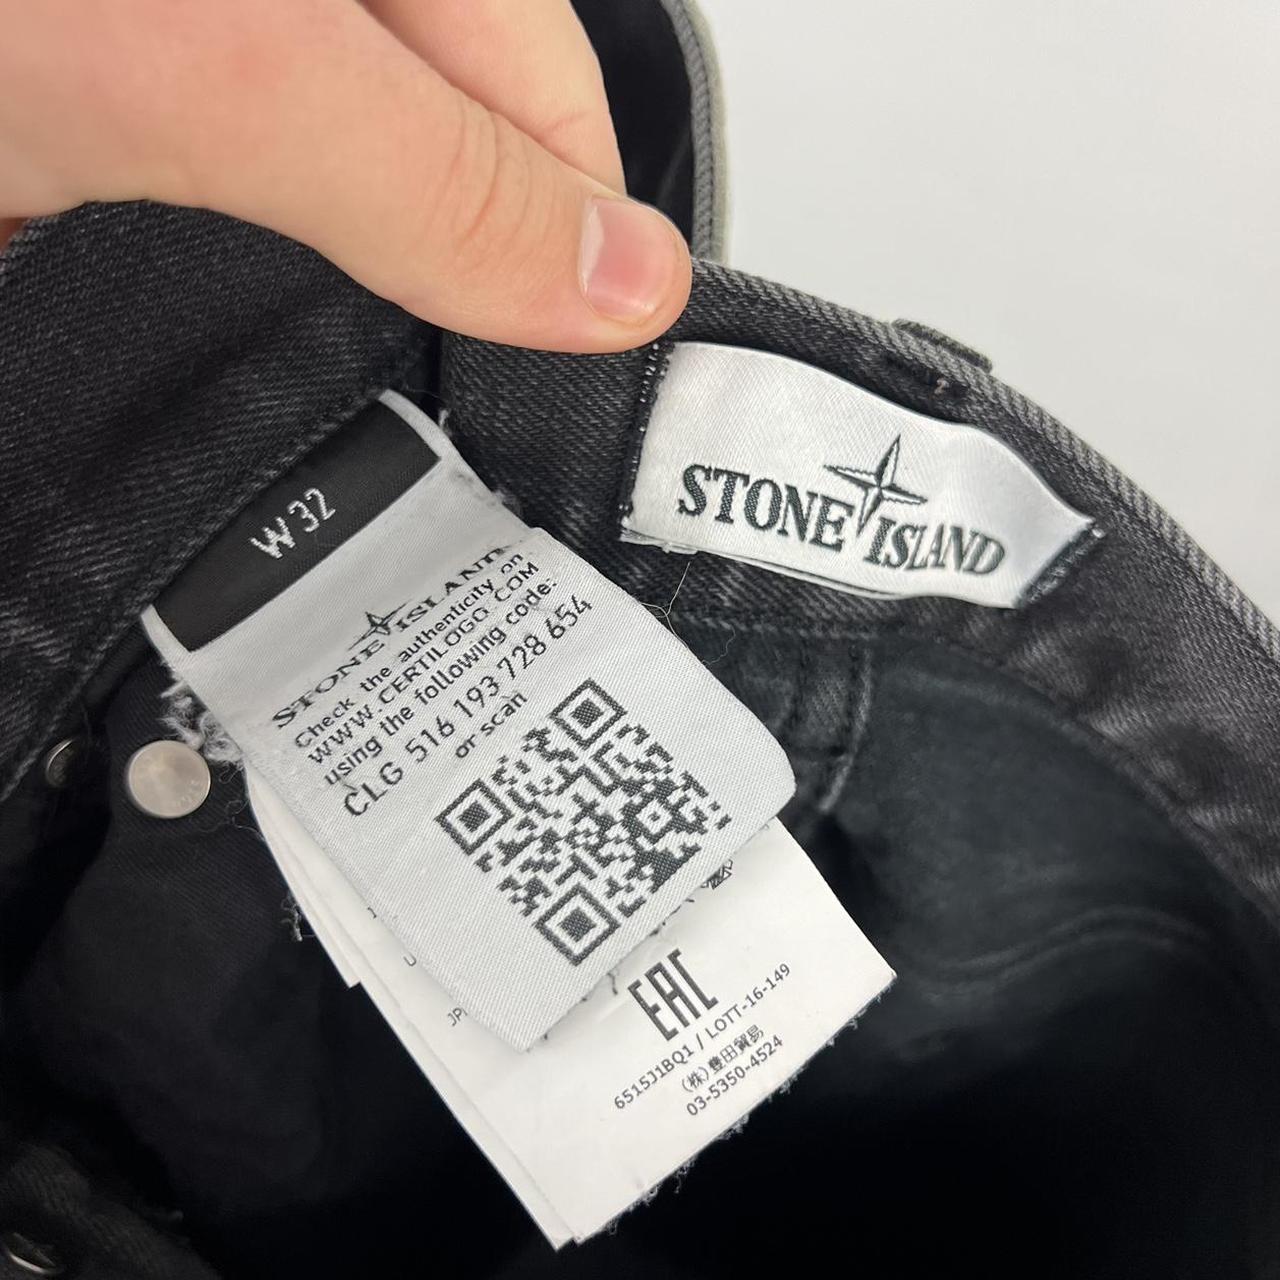 STONE ISLAND
W 32
STONE ISLAND
Check the authenticity on
WWW.CERTILOGO.COM
using the following code:
CLG 516 193 728 654
or scan
EAC
6515J1BQ1 / LOTT-16-149
(株)豊田貿易
03-5350-4524